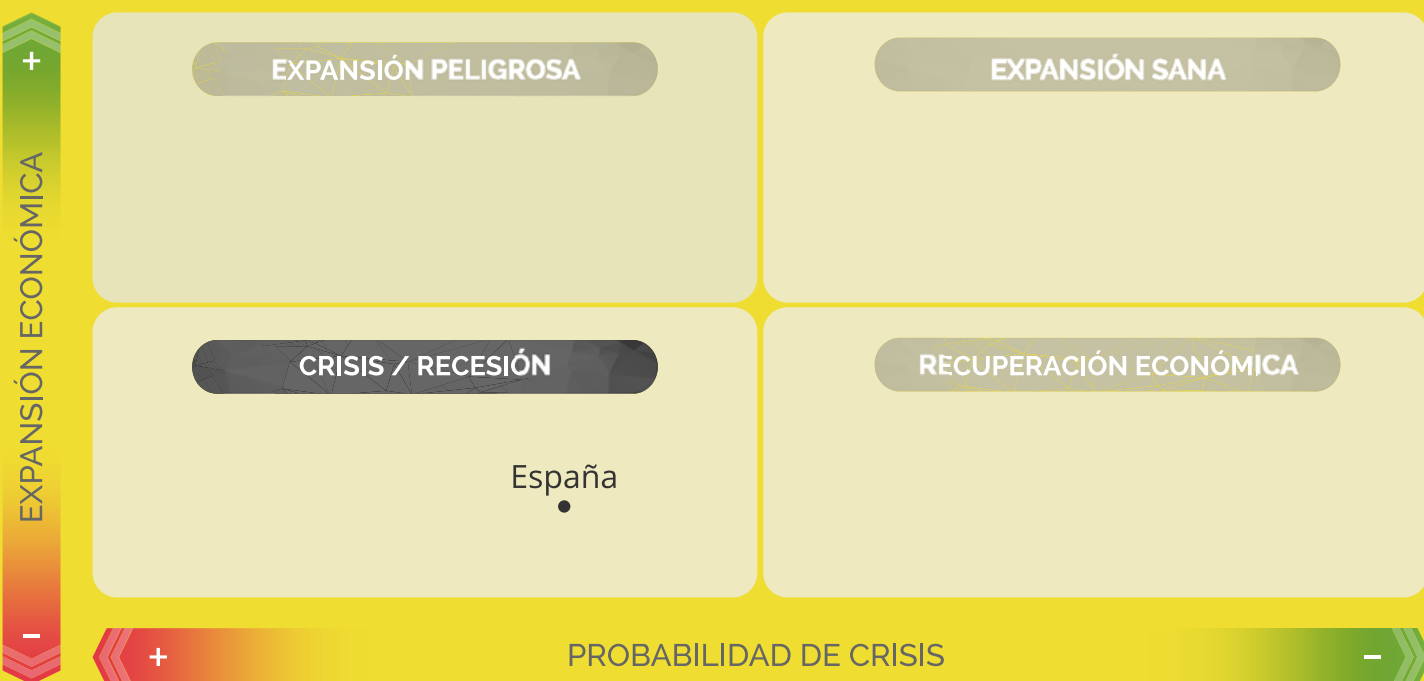 +
EXPANSIÓN ECONÓMICA
−
EXPANSIÓN PELIGROSA
EXPANSIÓN SANA
CRISIS / RECESIÓN
RECUPERACIÓN ECONÓMICA
España
+
PROBABILIDAD DE CRISIS
−